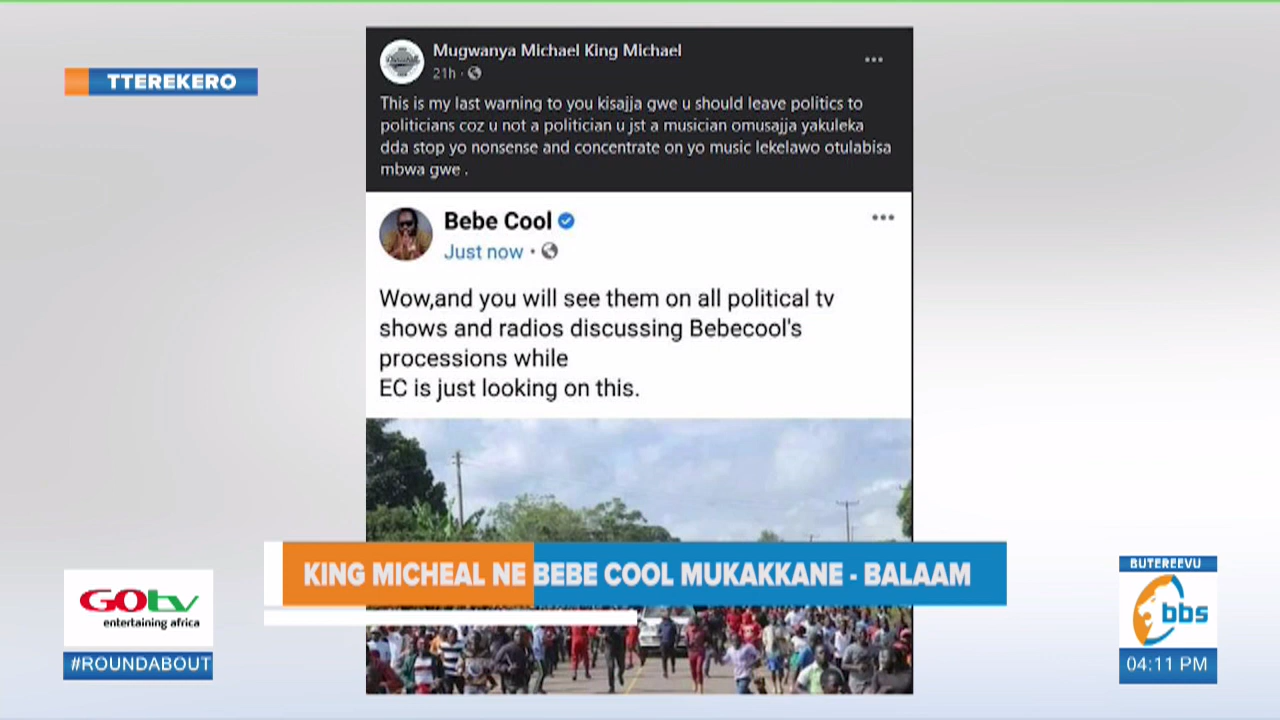 TTEREKERO
Mugwanya Michael King Michael
21h ·
This is my last warning to you kisajja gwe u should leave politics to
politicians coz u not a politician u jst a musician omusajja yakuleka
dda stop yo nonsense and concentrate on yo music lekelawo otulabisa
mbwa gwe .
Bebe Cool
Just now ·
Wow,and you will see them on all political tv
shows and radios discussing Bebecool's
processions while
EC is just looking on this.
KING MICHEAL NE BEBE COOL MUKAKKANE - BALAAM
GOtv
entertaining africa
#ROUNDABOUT
BUTEREEVU
bbs
04:11 PM